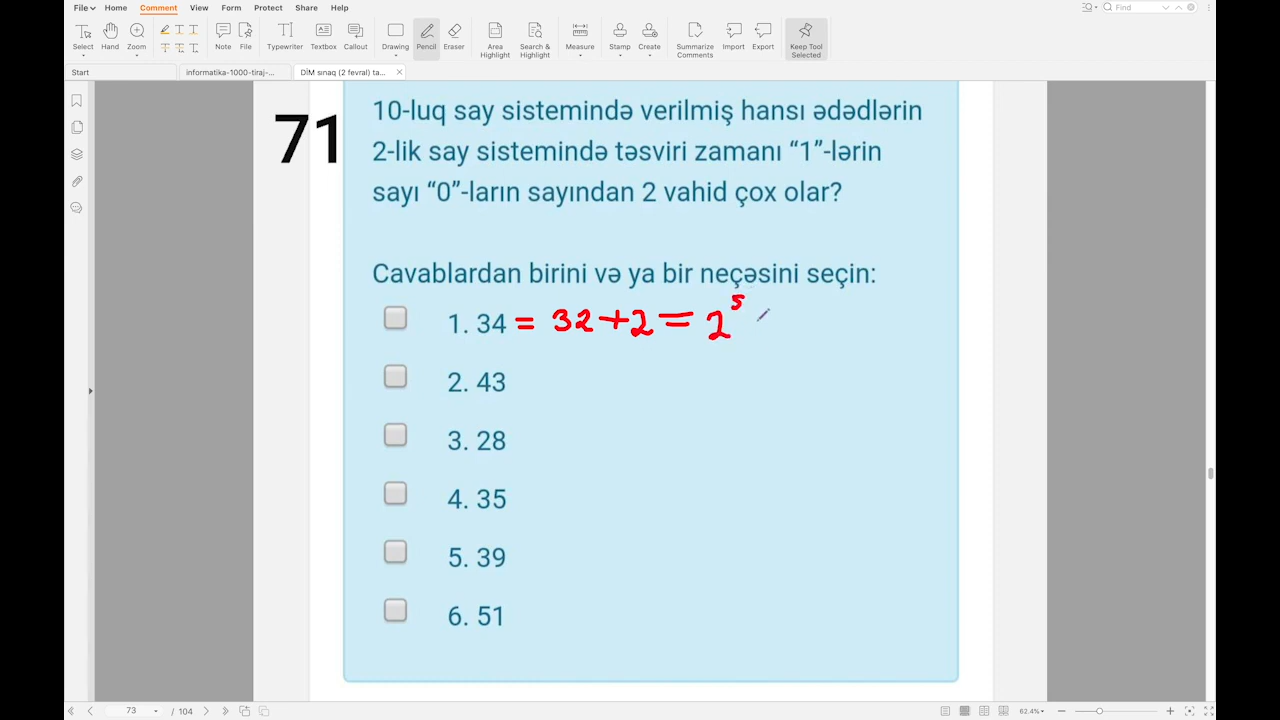 File Home Comment View Form Protect Share Help Find
Select Hand Zoom Note File Typewriter Textbox Callout Drawing Pencil Eraser Area Highlight Search & Highlight Measure Stamp Create Summarize Comments Import Export Keep Tool Selected
Start informatika-1000-tiraj-... DİM sınaq (2 fevral) ta...
71
10-luq say sistemində verilmiş hansı ədədlərin
2-lik say sistemində təsviri zamanı “1”-lərin
sayı “0”-ların sayından 2 vahid çox olar?
Cavablardan birini və ya bir neçəsini seçin:
1. 34 = 32+2 = 2⁵
2. 43
3. 28
4. 35
5. 39
6. 51
73 / 104 62.4%